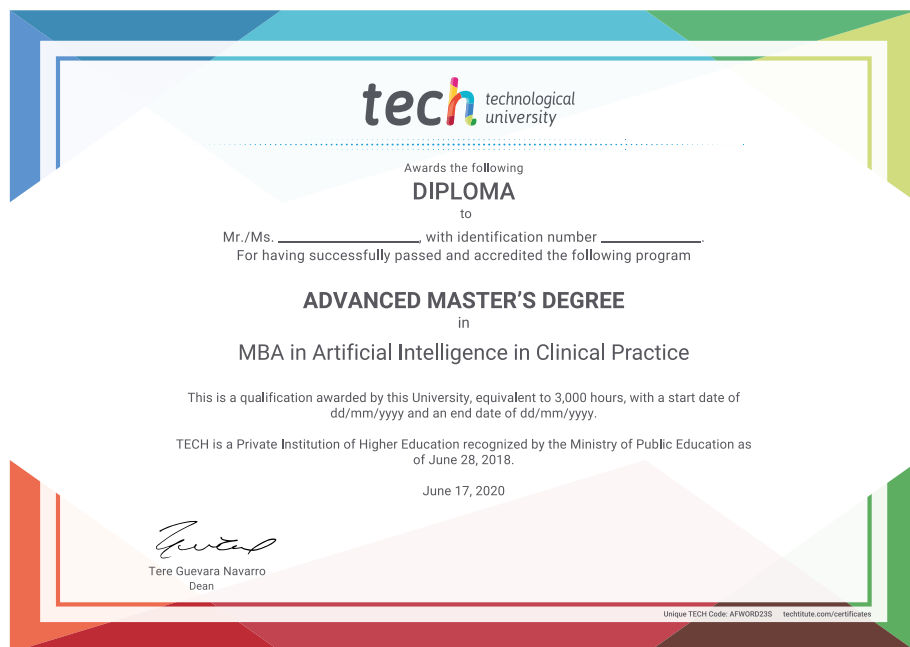 tech technological
university
Awards the following
DIPLOMA
to
Mr./Ms. ____________________, with identification number ______________.
For having successfully passed and accredited the following program
ADVANCED MASTER’S DEGREE
in
MBA in Artificial Intelligence in Clinical Practice
This is a qualification awarded by this University, equivalent to 3,000 hours, with a start date of
dd/mm/yyyy and an end date of dd/mm/yyyy.
TECH is a Private Institution of Higher Education recognized by the Ministry of Public Education as
of June 28, 2018.
June 17, 2020
Tere Guevara Navarro
Dean
Unique TECH Code: AFWORD23S techtitute.com/certificates